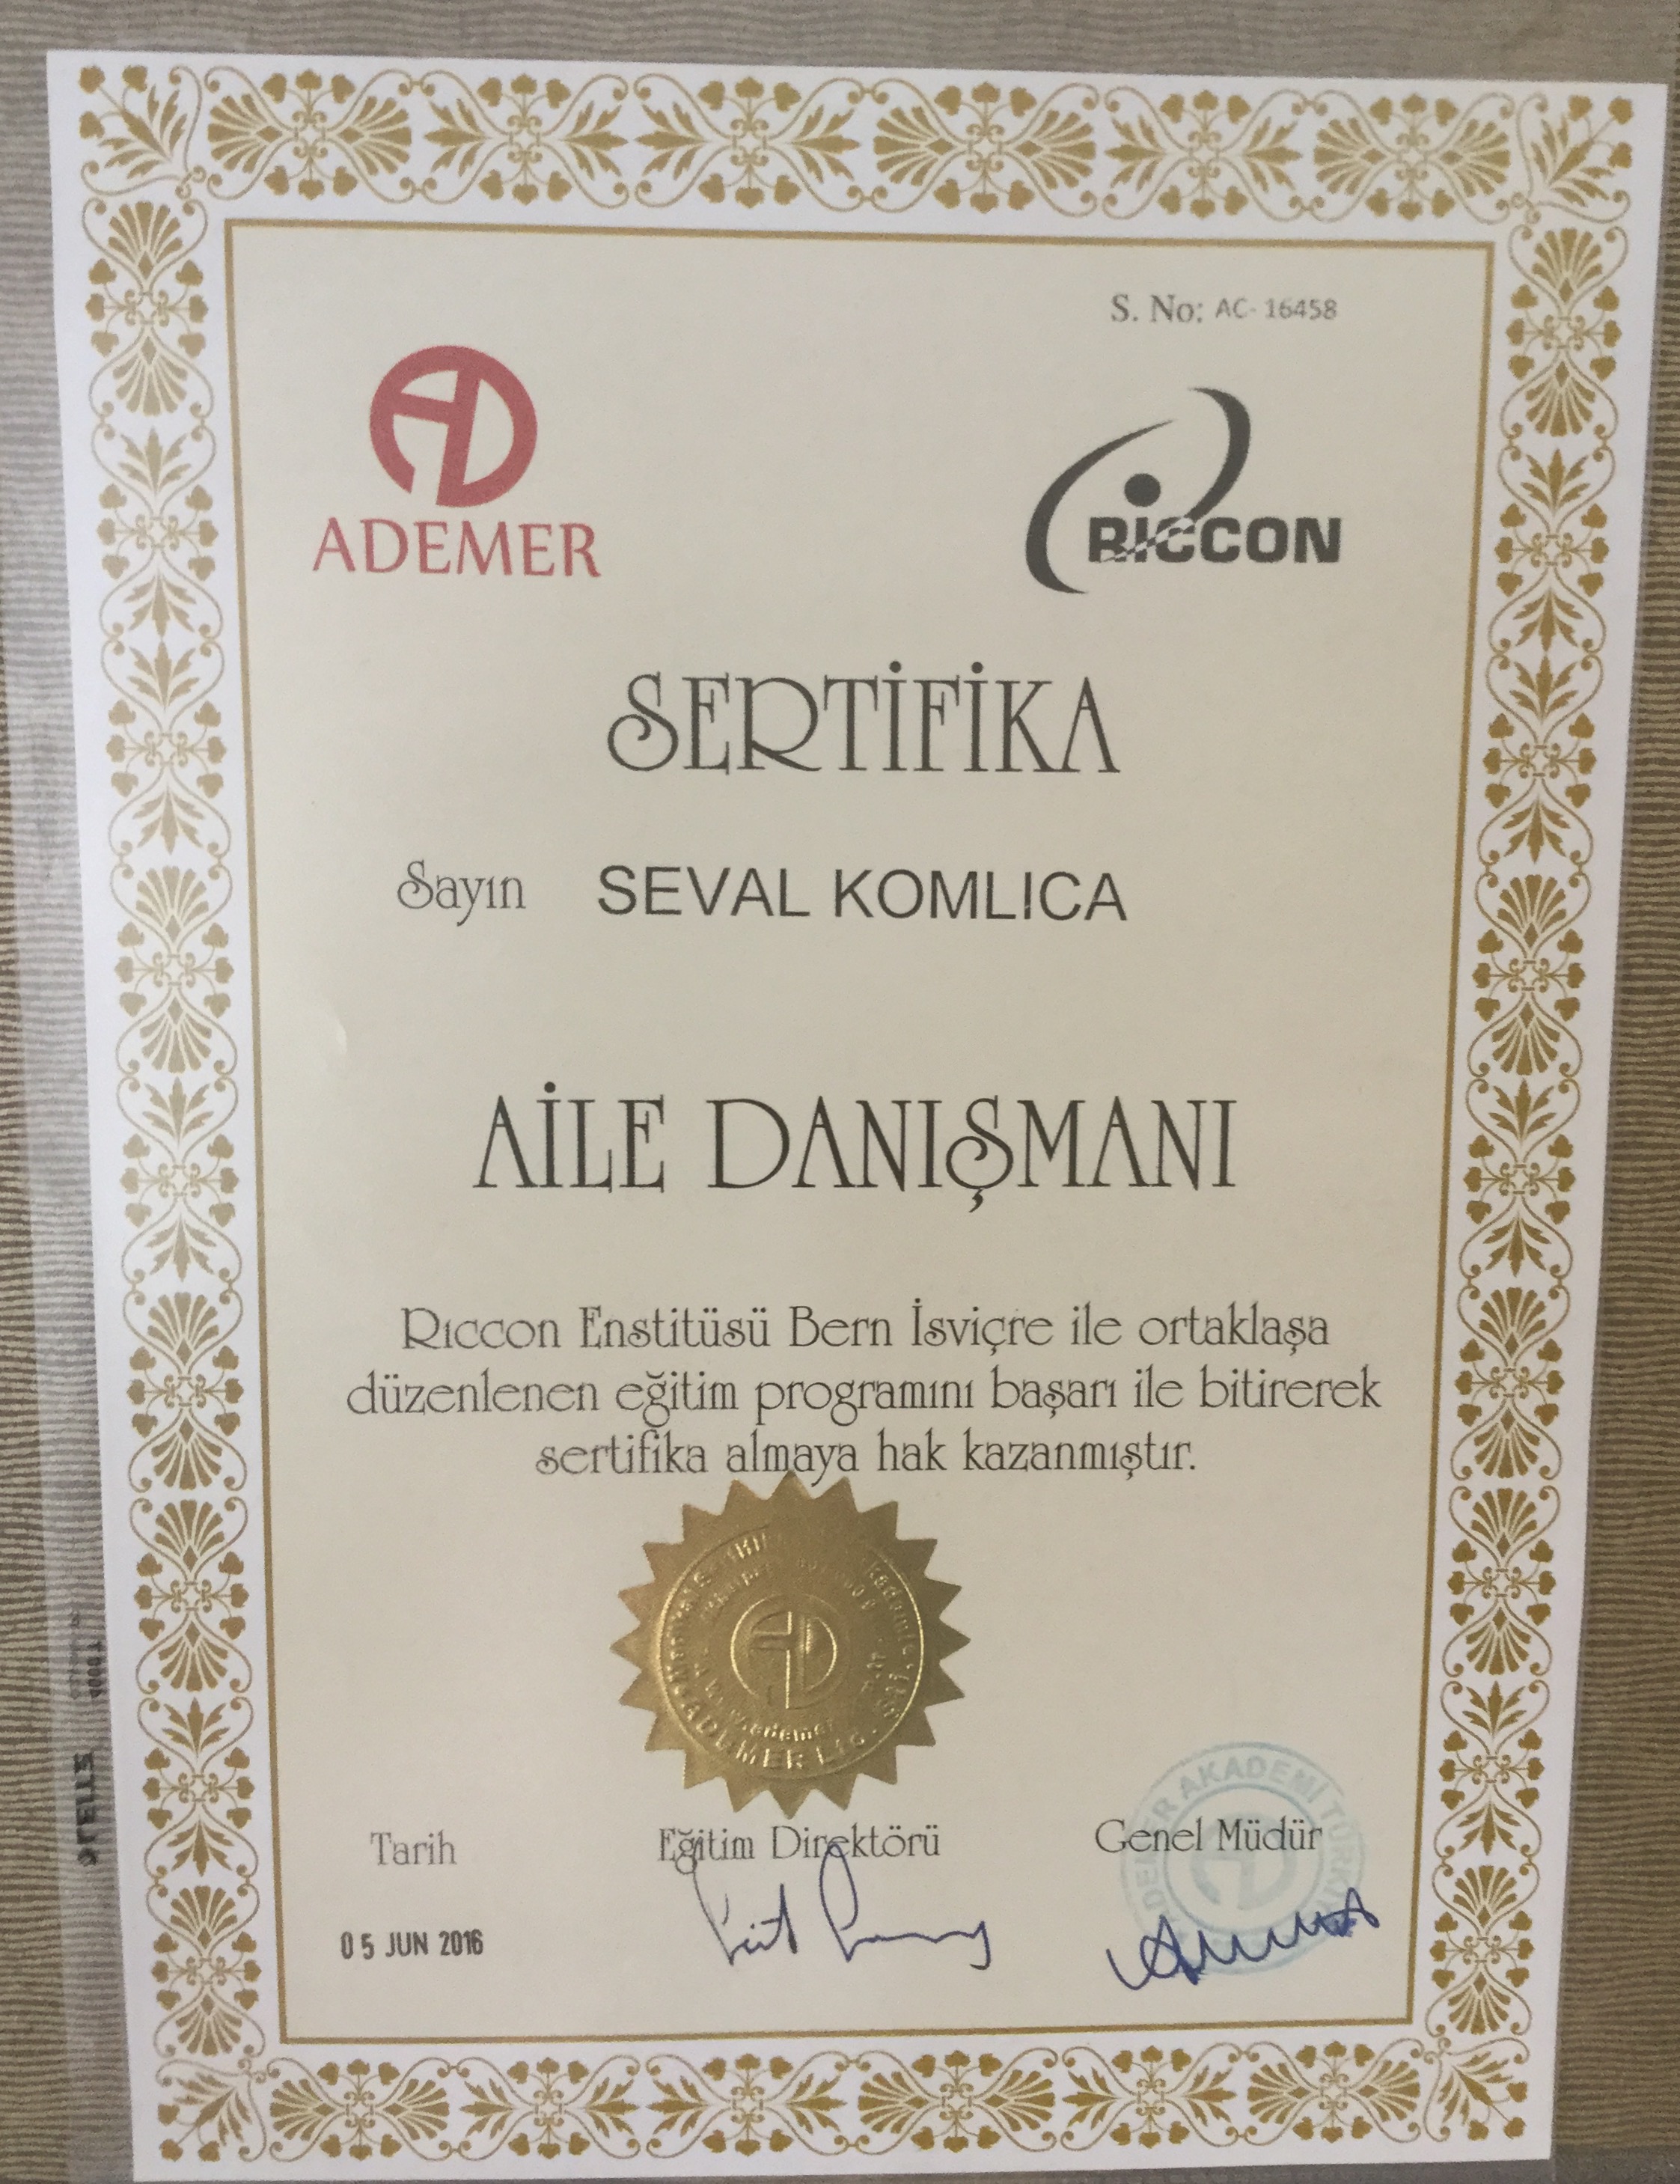 S. No: AC- 16458
ADEMER
RICCON
SERTİFİKA
Sayın SEVAL KOMLICA
AİLE DANIŞMANI
Rıccon Enstitüsü Bern İsviçre ile ortaklaşa
düzenlenen eğitim programını başarı ile bitirerek
sertifika almaya hak kazanmıştır.
ADEMER
Tarih
Eğitim Direktörü
Genel Müdür
AKADEMİ
05 JUN 2016